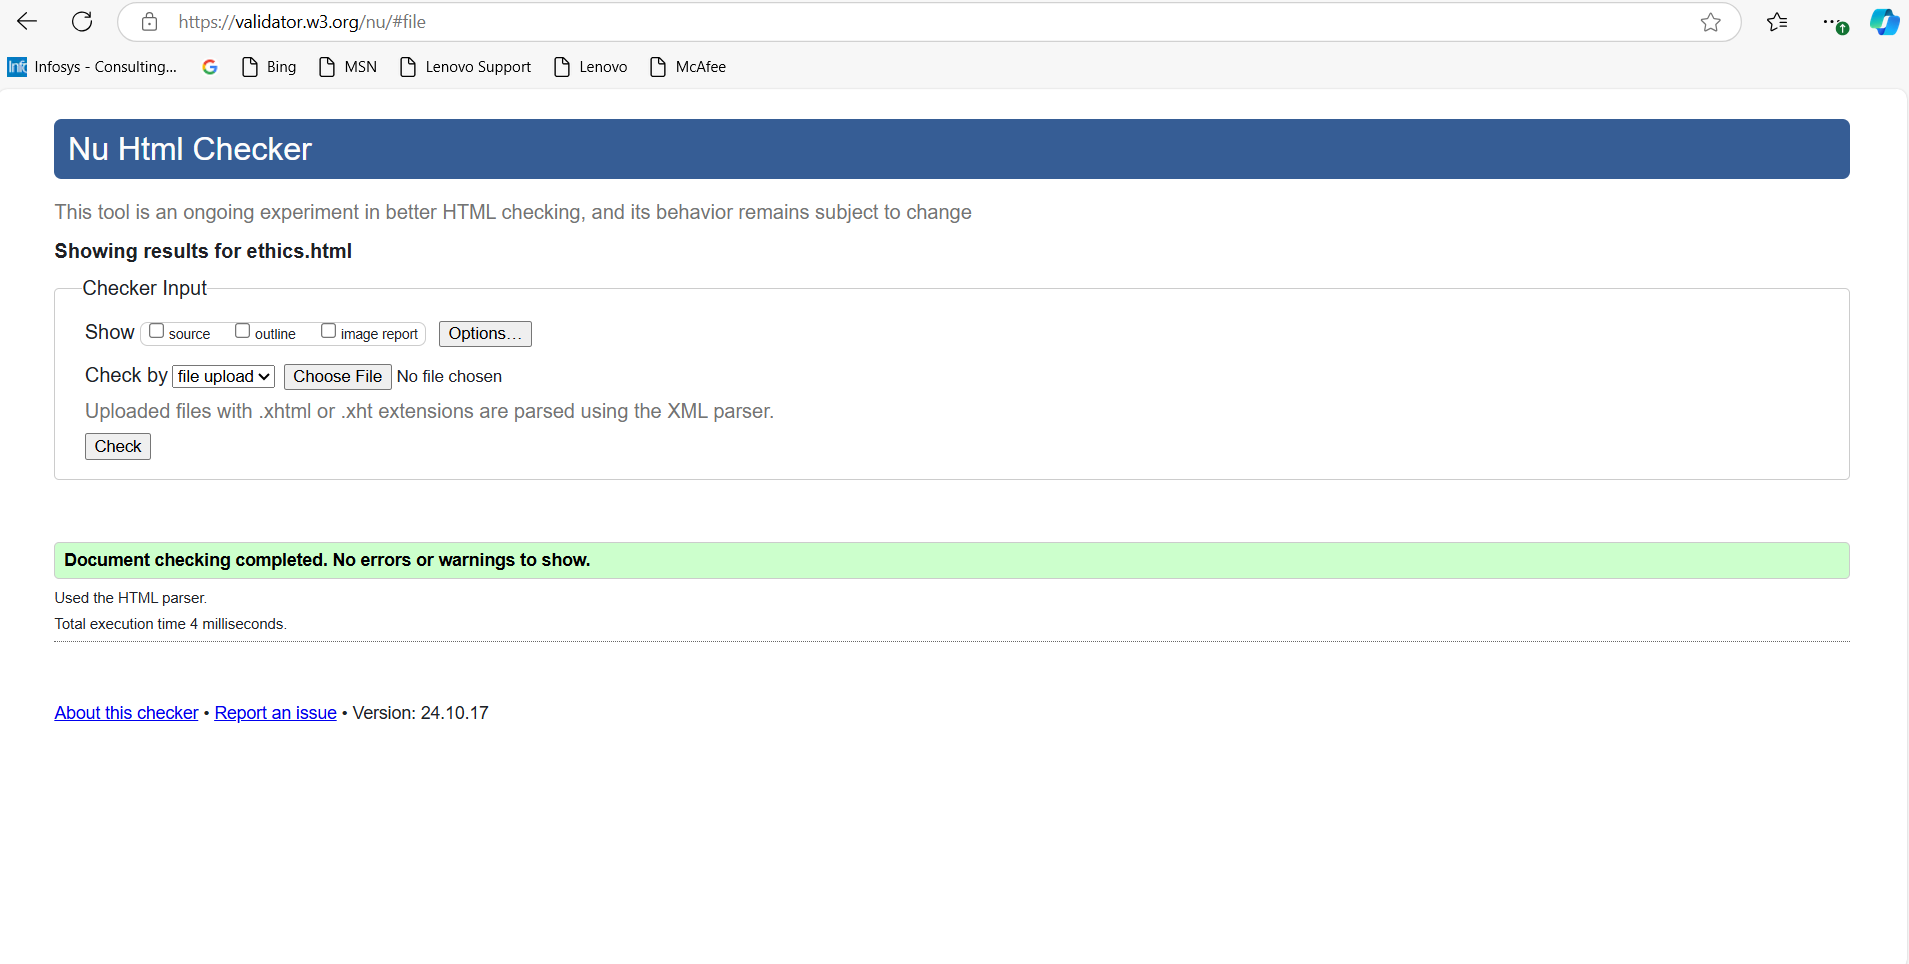 https://validator.w3.org/nu/#file
Info Infosys - Consulting... G Bing MSN Lenovo Support Lenovo McAfee
Nu Html Checker
This tool is an ongoing experiment in better HTML checking, and its behavior remains subject to change
Showing results for ethics.html
Checker Input
Show source outline image report Options...
Check by file upload Choose File No file chosen
Uploaded files with .xhtml or .xht extensions are parsed using the XML parser.
Check
Document checking completed. No errors or warnings to show.
Used the HTML parser.
Total execution time 4 milliseconds.
About this checker • Report an issue • Version: 24.10.17